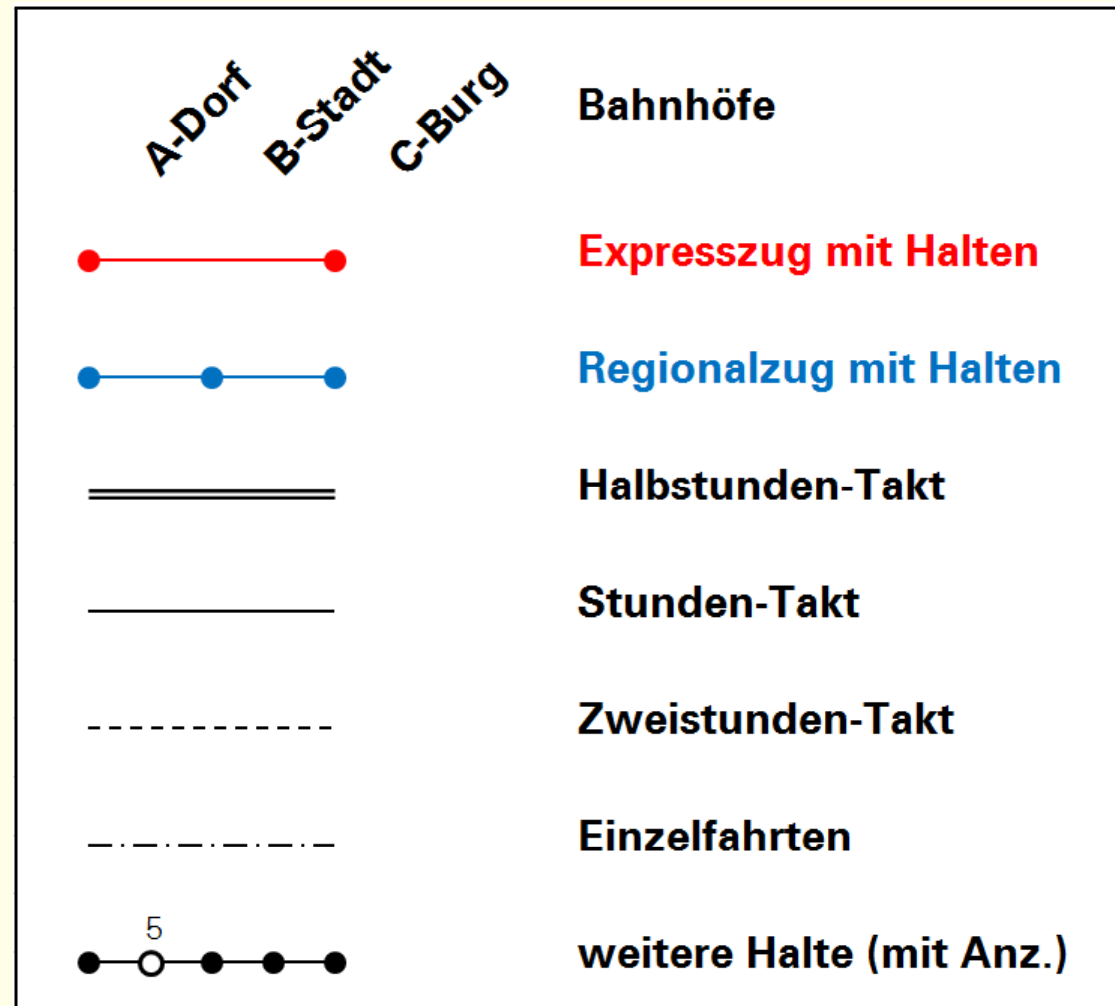 A-Dorf B-Stadt C-Burg Bahnhöfe
Expresszug mit Halten
Regionalzug mit Halten
Halbstunden-Takt
Stunden-Takt
Zweistunden-Takt
Einzelfahrten
5
weitere Halte (mit Anz.)